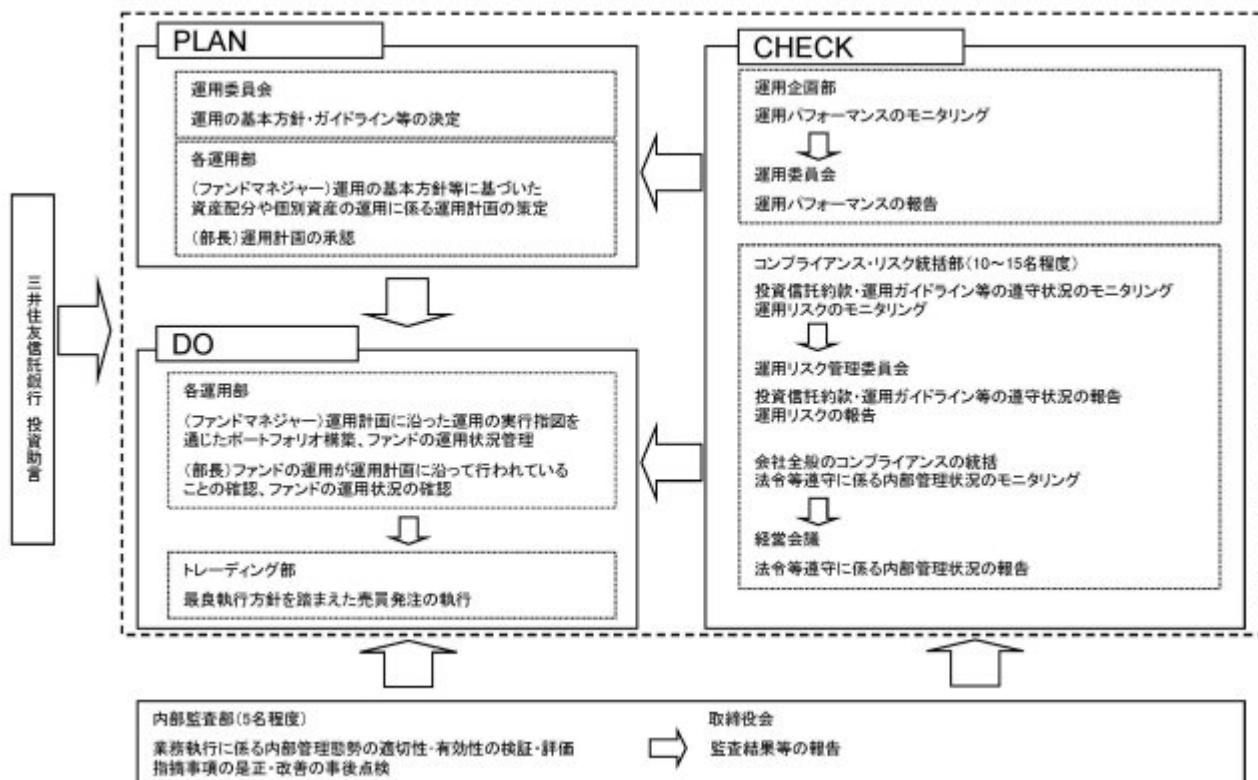 三井住友信託銀行 投資助言
PLAN
運用委員会
運用の基本方針・ガイドライン等の決定
各運用部
(ファンドマネジャー)運用の基本方針等に基づいた
資産配分や個別資産の運用に係る運用計画の策定
(部長)運用計画の承認
DO
各運用部
(ファンドマネジャー)運用計画に沿った運用の実行指図を
通じたポートフォリオ構築、ファンドの運用状況管理
(部長)ファンドの運用が運用計画に沿って行われている
ことの確認、ファンドの運用状況の確認
トレーディング部
最良執行方針を踏まえた売買発注の執行
CHECK
運用企画部
運用パフォーマンスのモニタリング
運用委員会
運用パフォーマンスの報告
コンプライアンス・リスク統括部(10~15名程度)
投資信託約款・運用ガイドライン等の遵守状況のモニタリング
運用リスクのモニタリング
運用リスク管理委員会
投資信託約款・運用ガイドライン等の遵守状況の報告
運用リスクの報告
会社全般のコンプライアンスの統括
法令等遵守に係る内部管理状況のモニタリング
経営会議
法令等遵守に係る内部管理状況の報告
内部監査部(5名程度)
業務執行に係る内部管理態勢の適切性・有効性の検証・評価
指摘事項の是正・改善の事後点検
取締役会
監査結果等の報告